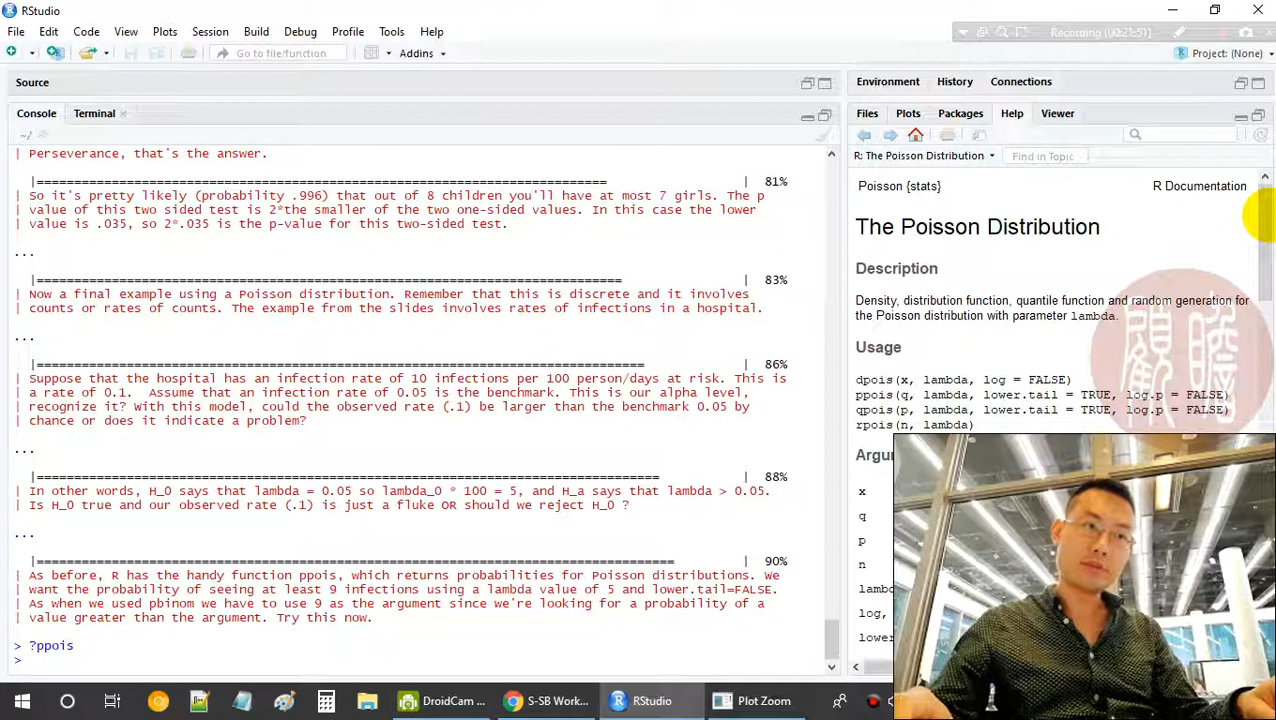 RStudio
File Edit Code View Plots Session Build Debug Profile Tools Help
Recording [00:21:51]
Go to file/function
Addins
Project: (None)
Source
Environment History Connections
Console Terminal
Files Plots Packages Help Viewer
~/
R: The Poisson Distribution
Find in Topic
| Perseverance, that's the answer.
|============================================================================= | 81%
| So it's pretty likely (probability .996) that out of 8 children you'll have at most 7 girls. The p
| value of this two sided test is 2*the smaller of the two one-sided values. In this case the lower
| value is .035, so 2*.035 is the p-value for this two-sided test.
...
|=============================================================================== | 83%
| Now a final example using a Poisson distribution. Remember that this is discrete and it involves
| counts or rates of counts. The example from the slides involves rates of infections in a hospital.
...
|================================================================================== | 86%
| Suppose that the hospital has an infection rate of 10 infections per 100 person/days at risk. This is
| a rate of 0.1.  Assume that an infection rate of 0.05 is the benchmark. This is our alpha level,
| recognize it? With this model, could the observed rate (.1) be larger than the benchmark 0.05 by
| chance or does it indicate a problem?
...
|==================================================================================== | 88%
| In other words, H_0 says that lambda = 0.05 so lambda_0 * 100 = 5, and H_a says that lambda > 0.05.
| Is H_0 true and our observed rate (.1) is just a fluke OR should we reject H_0 ?
...
|====================================================================================== | 90%
| As before, R has the handy function ppois, which returns probabilities for Poisson distributions. We
| want the probability of seeing at least 9 infections using a lambda value of 5 and lower.tail=FALSE.
| As when we used pbinom we have to use 9 as the argument since we're looking for a probability of a
| value greater than the argument. Try this now.
> ?ppois
>
Poisson {stats} R Documentation
The Poisson Distribution
Description
Density, distribution function, quantile function and random generation for
the Poisson distribution with parameter lambda.
Usage
dpois(x, lambda, log = FALSE)
ppois(q, lambda, lower.tail = TRUE, log.p = FALSE)
qpois(p, lambda, lower.tail = TRUE, log.p = FALSE)
rpois(n, lambda)
x
q
p
n
log,
DroidCam ...
S-SB Work...
RStudio
Plot Zoom